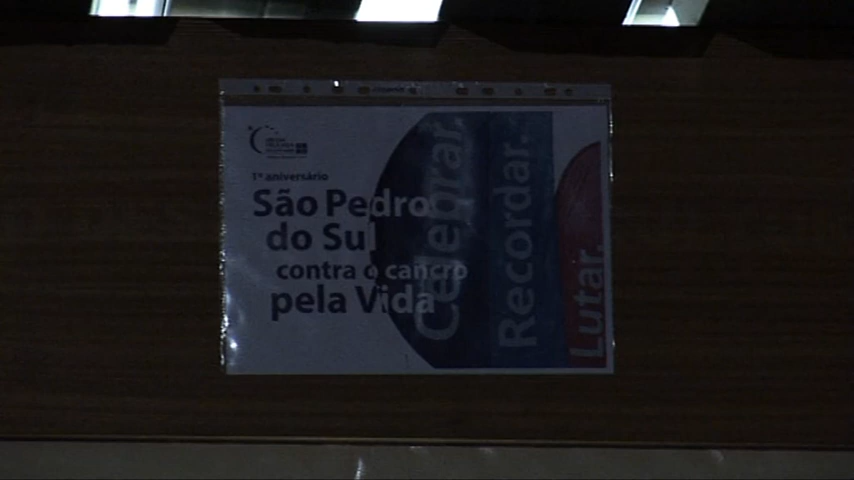 1º aniversário
São Pedro
do Sul
contra o cancro
pela Vida
Celebrar.
Recordar.
Lutar.